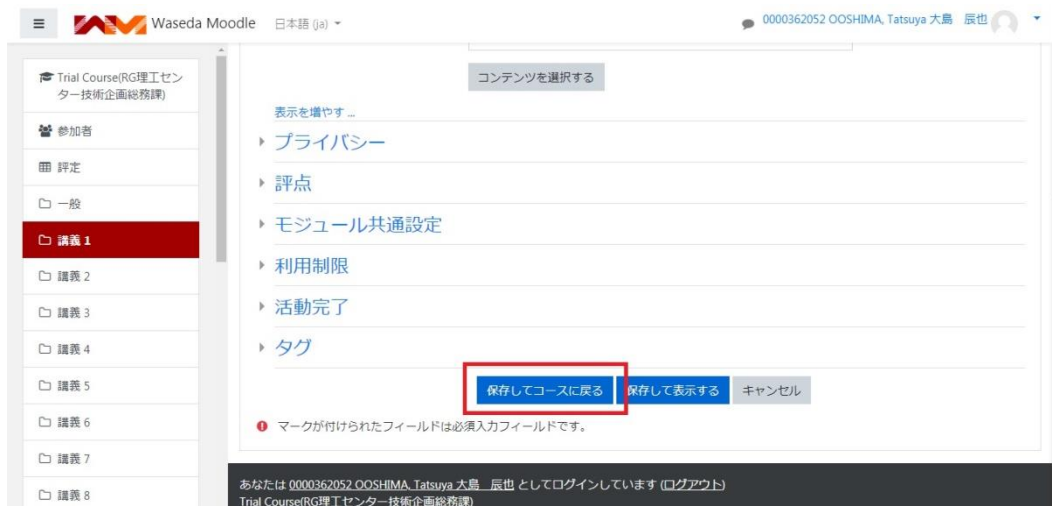 Waseda Moodle 日本語 (ja) 0000362052 OOSHIMA, Tatsuya 大島 辰也
Trial Course(RG理工セン
ター技術企画総務課)
参加者
評定
一般
講義 1
講義 2
講義 3
講義 4
講義 5
講義 6
講義 7
講義 8
コンテンツを選択する
表示を増やす ...
プライバシー
評点
モジュール共通設定
利用制限
活動完了
タグ
保存してコースに戻る 保存して表示する キャンセル
マークが付けられたフィールドは必須入力フィールドです。
あなたは 0000362052 OOSHIMA, Tatsuya 大島 辰也 としてログインしています (ログアウト)
Trial Course(RG理工センター技術企画総務課)